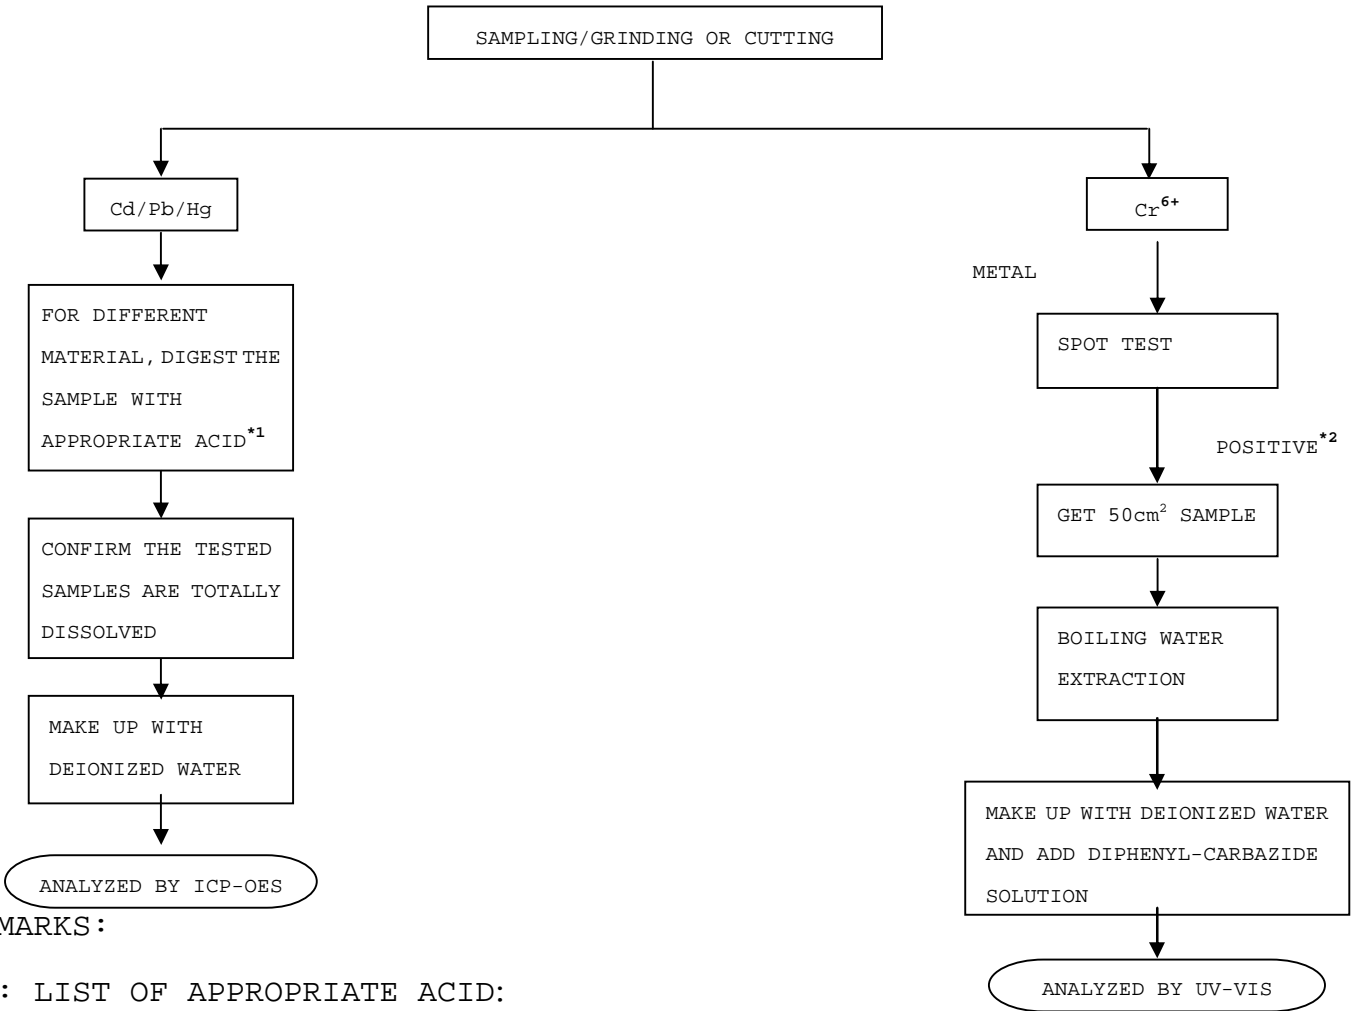 SAMPLING/GRINDING OR CUTTING
Cd/Pb/Hg
FOR DIFFERENT
MATERIAL, DIGEST THE
SAMPLE WITH
APPROPRIATE ACID*1
CONFIRM THE TESTED
SAMPLES ARE TOTALLY
DISSOLVED
MAKE UP WITH
DEIONIZED WATER
ANALYZED BY ICP-OES
Cr6+
METAL
SPOT TEST
POSITIVE*2
GET 50cm2 SAMPLE
BOILING WATER
EXTRACTION
MAKE UP WITH DEIONIZED WATER
AND ADD DIPHENYL-CARBAZIDE
SOLUTION
ANALYZED BY UV-VIS
MARKS:
: LIST OF APPROPRIATE ACID: